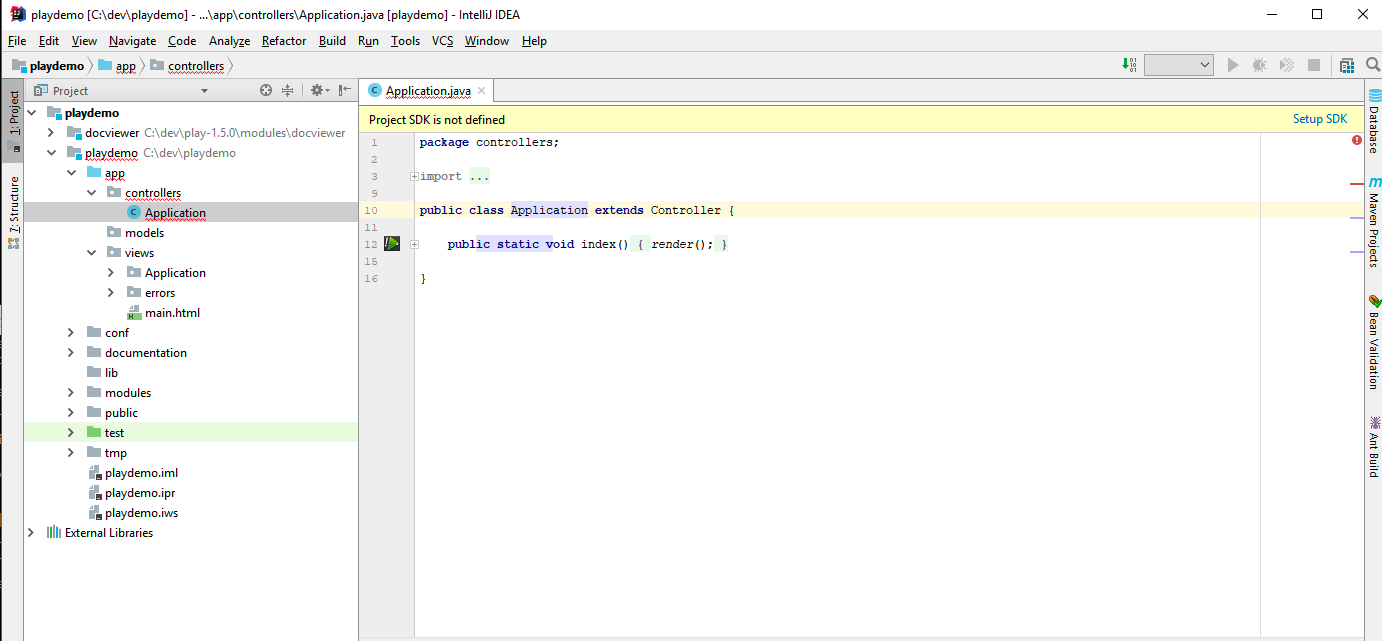 playdemo [C:\dev\playdemo] - ...\app\controllers\Application.java [playdemo] - IntelliJ IDEA
File Edit View Navigate Code Analyze Refactor Build Run Tools VCS Window Help
playdemo app controllers
1: Project
7: Structure
Project
playdemo
docviewer C:\dev\play-1.5.0\modules\docviewer
playdemo C:\dev\playdemo
app
controllers
Application
models
views
Application
errors
main.html
conf
documentation
lib
modules
public
test
tmp
playdemo.iml
playdemo.ipr
playdemo.iws
External Libraries
Application.java
Project SDK is not defined Setup SDK
1 package controllers;
2
3 import ...
9
10 public class Application extends Controller {
11
12 public static void index() { render(); }
15
16 }
Database
Maven Projects
Bean Validation
Ant Build